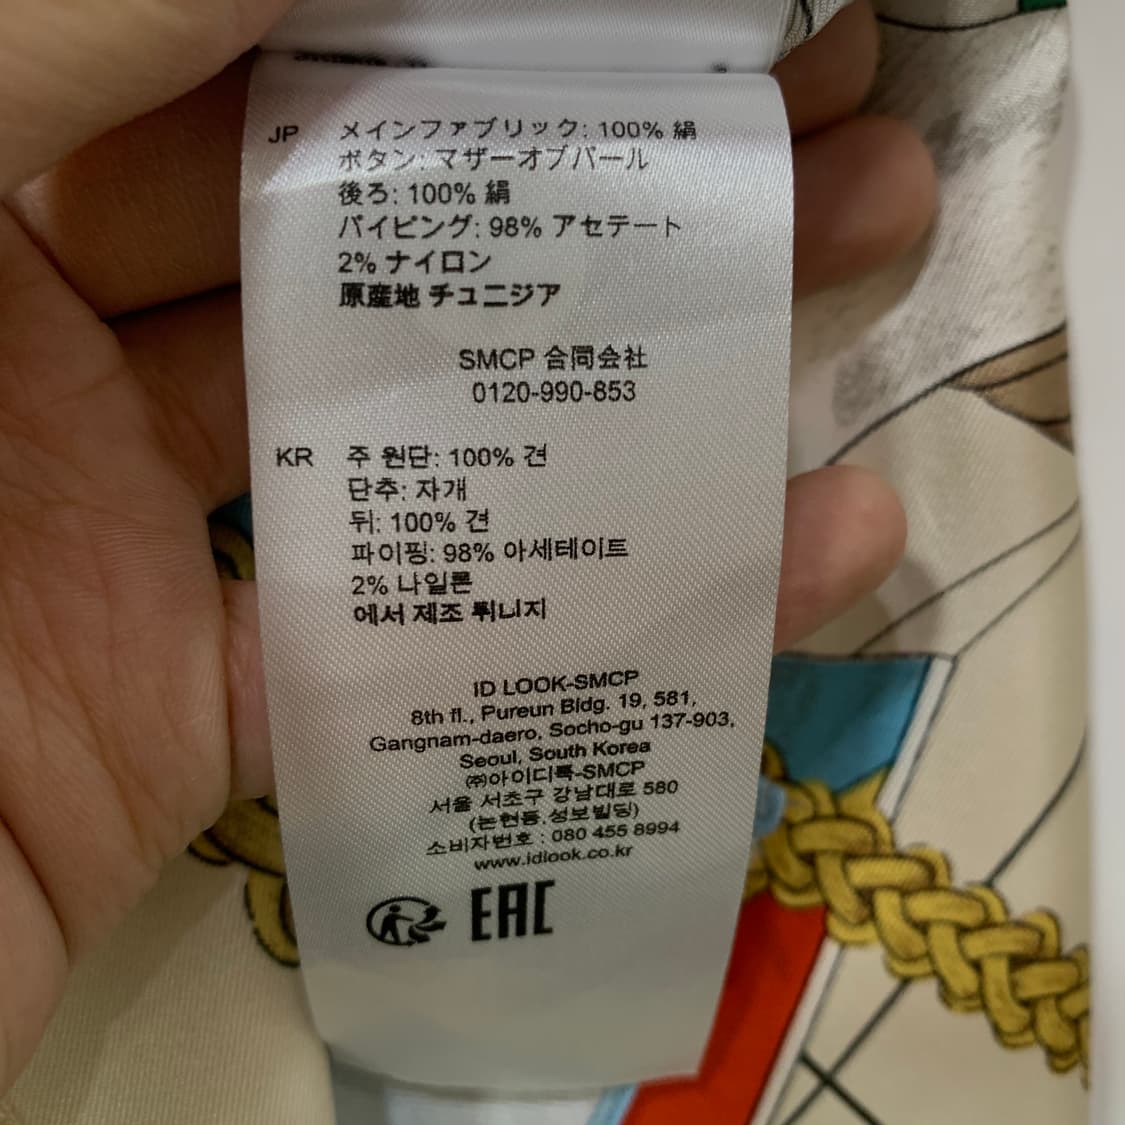 JP メインファブリック: 100% 絹
ボタン: マザーオブパール
後ろ: 100% 絹
パイピング: 98% アセテート
2% ナイロン
原産地 チュニジア
SMCP 合同会社
0120-990-853
KR 주 원단: 100% 견
단추: 자개
뒤: 100% 견
파이핑: 98% 아세테이트
2% 나일론
에서 제조 튀니지
ID LOOK-SMCP
8th fl., Pureun Bldg. 19, 581,
Gangnam-daero, Socho-gu 137-903,
Seoul, South Korea
㈜아이디룩-SMCP
서울 서초구 강남대로 580
(논현동,성보빌딩)
소비자번호 : 080 455 8994
www.idlook.co.kr
EAC